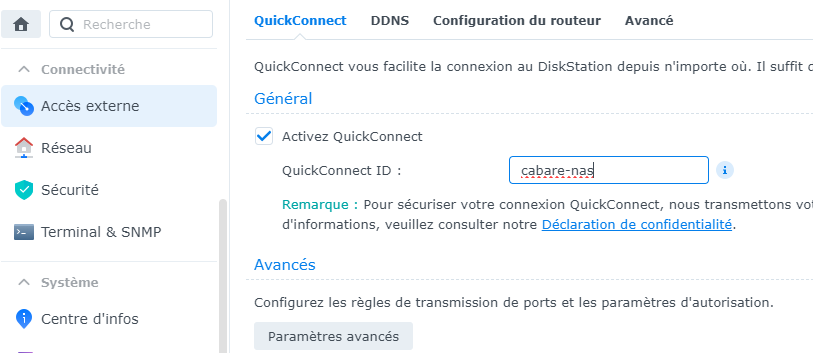 Recherche
Connectivité
Accès externe
Réseau
Sécurité
Terminal & SNMP
Système
Centre d'infos
QuickConnect DDNS Configuration du routeur Avancé
QuickConnect vous facilite la connexion au DiskStation depuis n'importe où. Il suffit
Général
Activez QuickConnect
QuickConnect ID : cabare-nas
Remarque : Pour sécuriser votre connexion QuickConnect, nous transmettons
d'informations, veuillez consulter notre Déclaration de confidentialité.
Avancés
Configurez les règles de transmission de ports et les paramètres d'autorisation.
Paramètres avancés